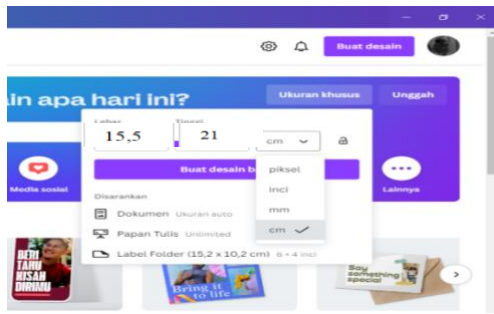 Buat desain
in apa hari ini?
Ukuran khusus
Unggah
Lebar
Tinggi
15,5
21
cm
Buat desain b
piksel
inci
mm
cm
Media sosial
Lainnya
Disarankan
Dokumen Ukuran auto
Papan Tulis Unlimited
Label Folder (15,2 x 10,2 cm) 6 × 4 inci
BERI
TAHU
KISAH
DIRIMU
Bring it
to life
Say
something
special